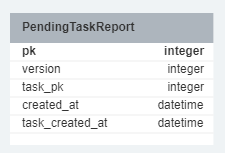 PendingTaskReport
pk integer
version integer
task_pk integer
created_at datetime
task_created_at datetime